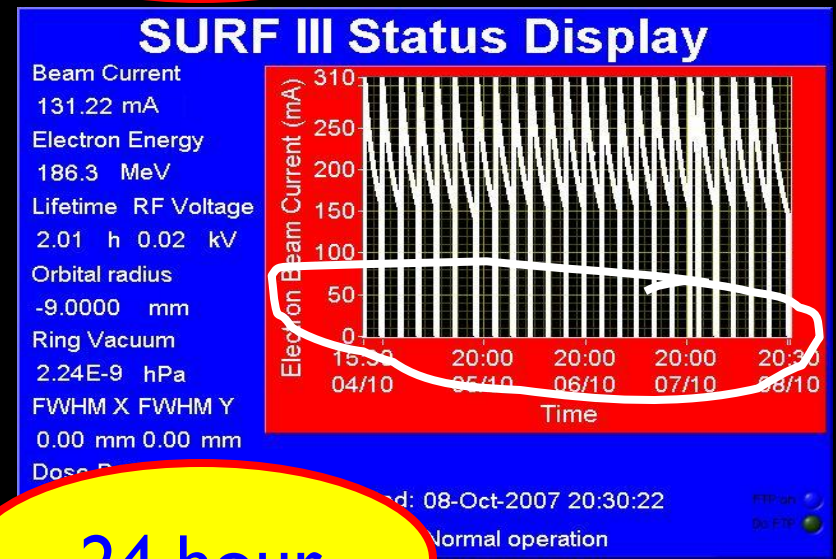 SURF III Status Display
Beam Current
131.22 mA
Electron Energy
186.3 MeV
Lifetime RF Voltage
2.01 h 0.02 kV
Orbital radius
-9.0000 mm
Ring Vacuum
2.24E-9 hPa
FWHM X FWHM Y
0.00 mm 0.00 mm
Electron Beam Current (mA)
310
250
200
150
100
50
0
15:30 20:00 20:00 20:00 20:30
04/10 05/10 06/10 07/10 08/10
Time
08-Oct-2007 20:30:22
Normal operation
24 hour